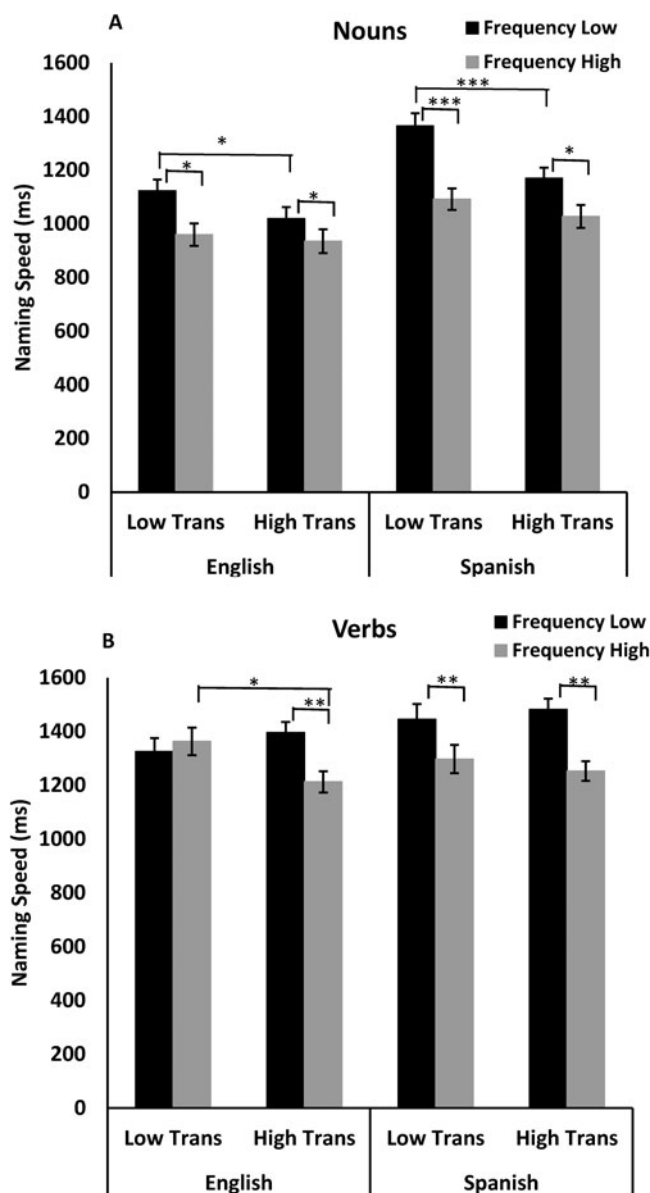 A
Nouns
Frequency Low
Frequency High
Naming Speed (ms)
1600
1400
1200
1000
800
600
400
200
0
*
*
*
***
***
*
Low Trans High Trans Low Trans High Trans
English Spanish
B
Verbs
Frequency Low
Frequency High
Naming Speed (ms)
1600
1400
1200
1000
800
600
400
200
0
*
**
**
**
Low Trans High Trans Low Trans High Trans
English Spanish